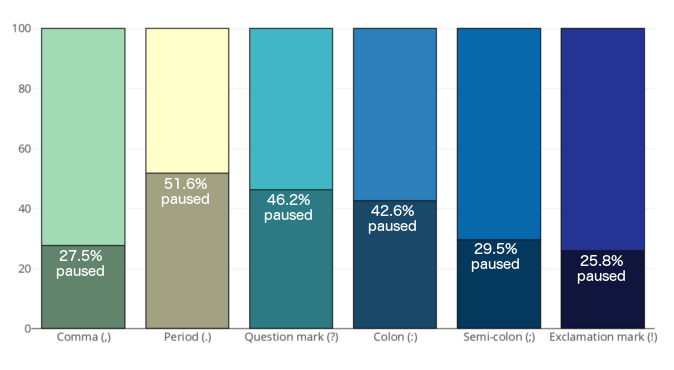 100
80
60
40
20
0
27.5%
paused
51.6%
paused
46.2%
paused
42.6%
paused
29.5%
paused
25.8%
paused
Comma (,)
Period (.)
Question mark (?)
Colon (:)
Semi-colon (;)
Exclamation mark (!)